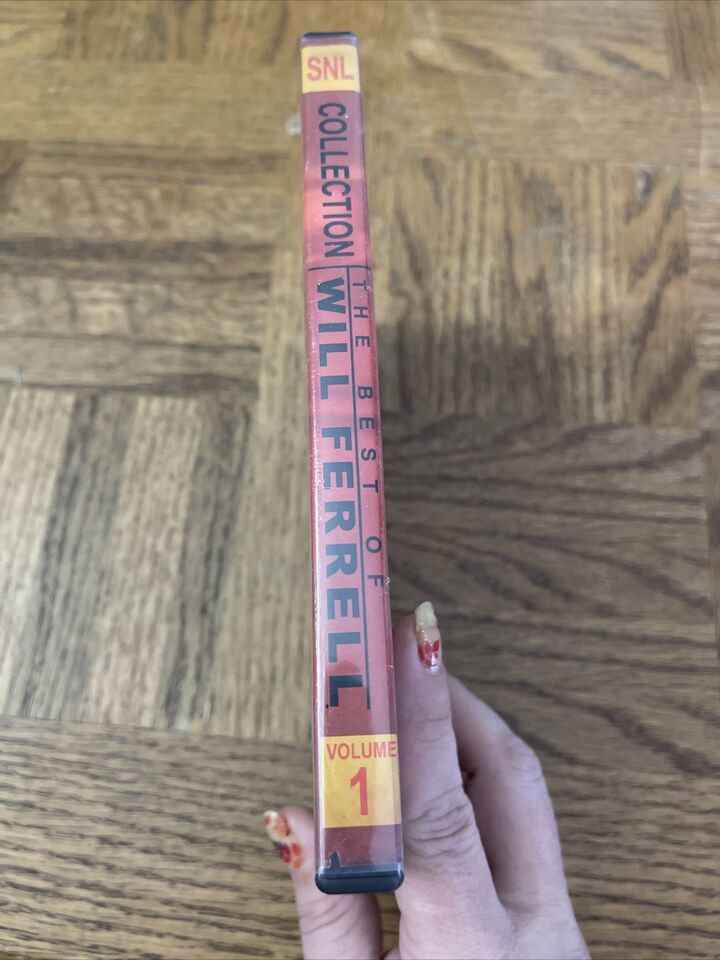 SNL
COLLECTION
THE BEST OF
WILL FERRELL
VOLUME
1